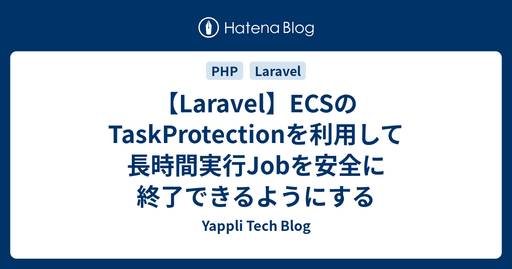 Hatena Blog
PHP Laravel
【Laravel】ECSの
TaskProtectionを利用して
長時間実行Jobを安全に
終了できるようにする
Yappli Tech Blog